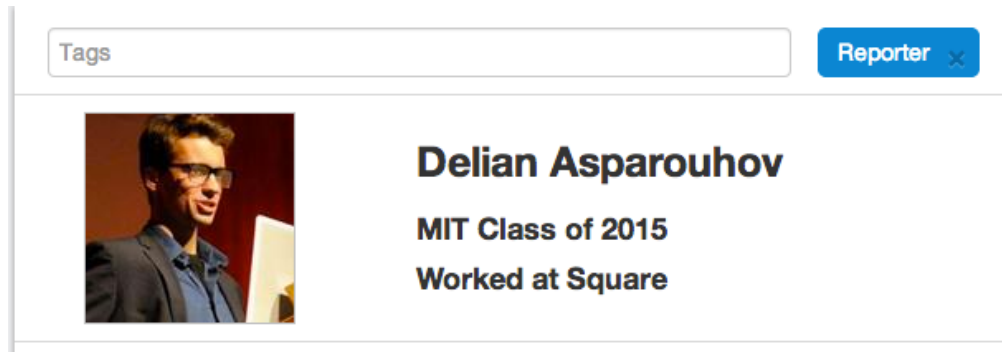 Tags
Reporter ×
Delian Asparouhov
MIT Class of 2015
Worked at Square